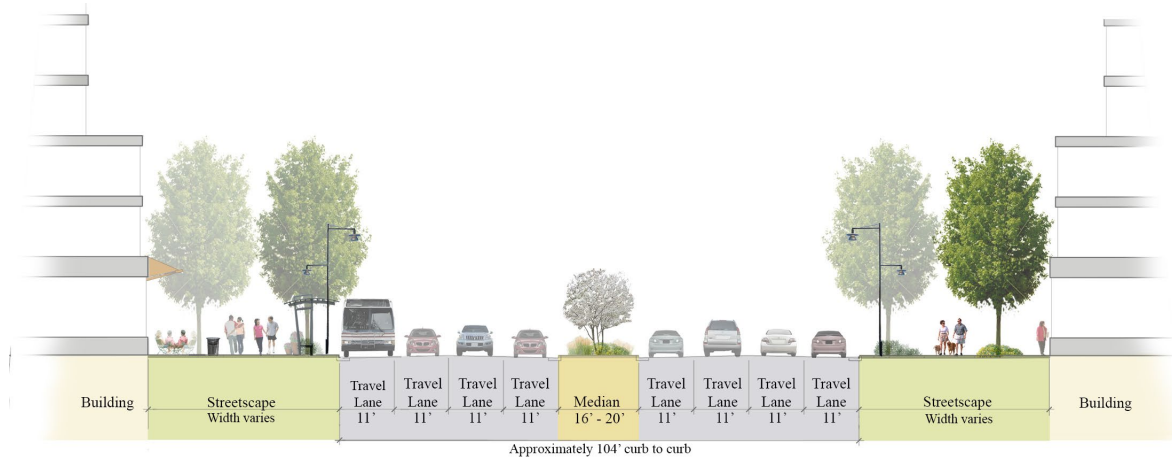 Building
Streetscape
Width varies
Travel
Lane
11’
Travel
Lane
11’
Travel
Lane
11’
Travel
Lane
11’
Median
16’ - 20’
Travel
Lane
11’
Travel
Lane
11’
Travel
Lane
11’
Travel
Lane
11’
Streetscape
Width varies
Building
Approximately 104’ curb to curb